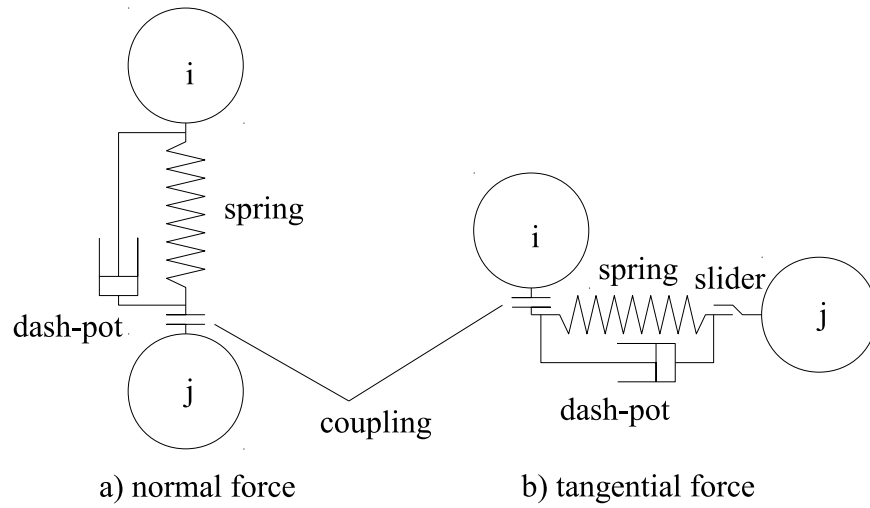 i
spring
dash-pot
j
coupling
a) normal force
i
spring
slider
j
dash-pot
b) tangential force